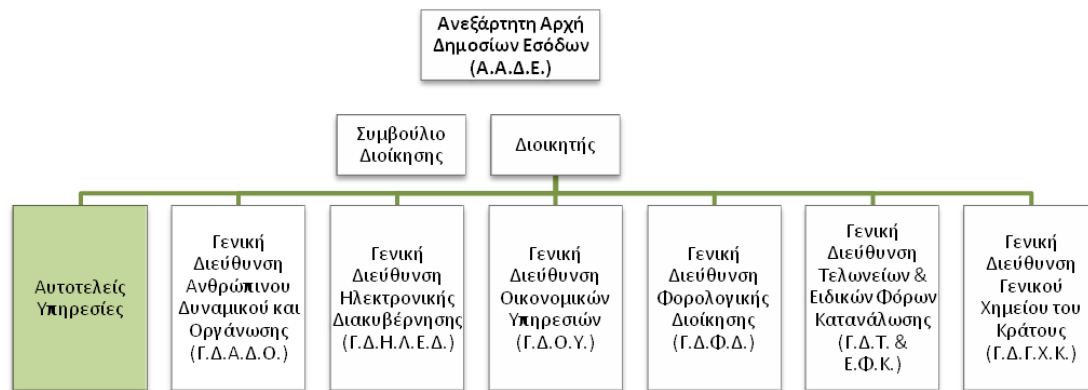 Ανεξάρτητη Αρχή
Δημοσίων Εσόδων
(Α.Α.Δ.Ε.)
Συμβούλιο
Διοίκησης
Διοικητής
Αυτοτελείς
Υπηρεσίες
Γενική
Διεύθυνση
Ανθρώπινου
Δυναμικού και
Οργάνωσης
(Γ.Δ.Α.Δ.Ο.)
Γενική
Διεύθυνση
Ηλεκτρονικής
Διακυβέρνησης
(Γ.Δ.Η.Λ.Ε.Δ.)
Γενική
Διεύθυνση
Οικονομικών
Υπηρεσιών
(Γ.Δ.Ο.Υ.)
Γενική
Διεύθυνση
Φορολογικής
Διοίκησης
(Γ.Δ.Φ.Δ.)
Γενική
Διεύθυνση
Τελωνείων &
Ειδικών Φόρων
Κατανάλωσης
(Γ.Δ.Τ. &
Ε.Φ.Κ.)
Γενική
Διεύθυνση
Γενικού
Χημείου του
Κράτους
(Γ.Δ.Γ.Χ.Κ.)